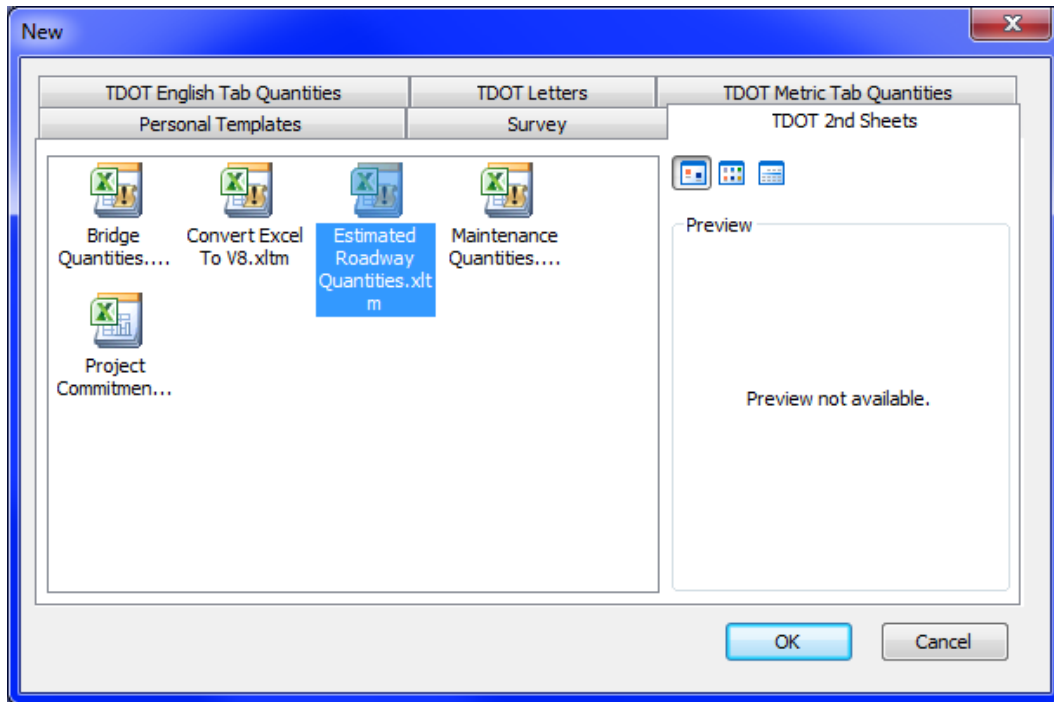 New
TDOT English Tab Quantities
TDOT Letters
TDOT Metric Tab Quantities
Personal Templates
Survey
TDOT 2nd Sheets
Bridge
Quantities....
Convert Excel
To V8.xltm
Estimated
Roadway
Quantities.xlt
m
Maintenance
Quantities....
Project
Commitmen...
Preview
Preview not available.
OK
Cancel